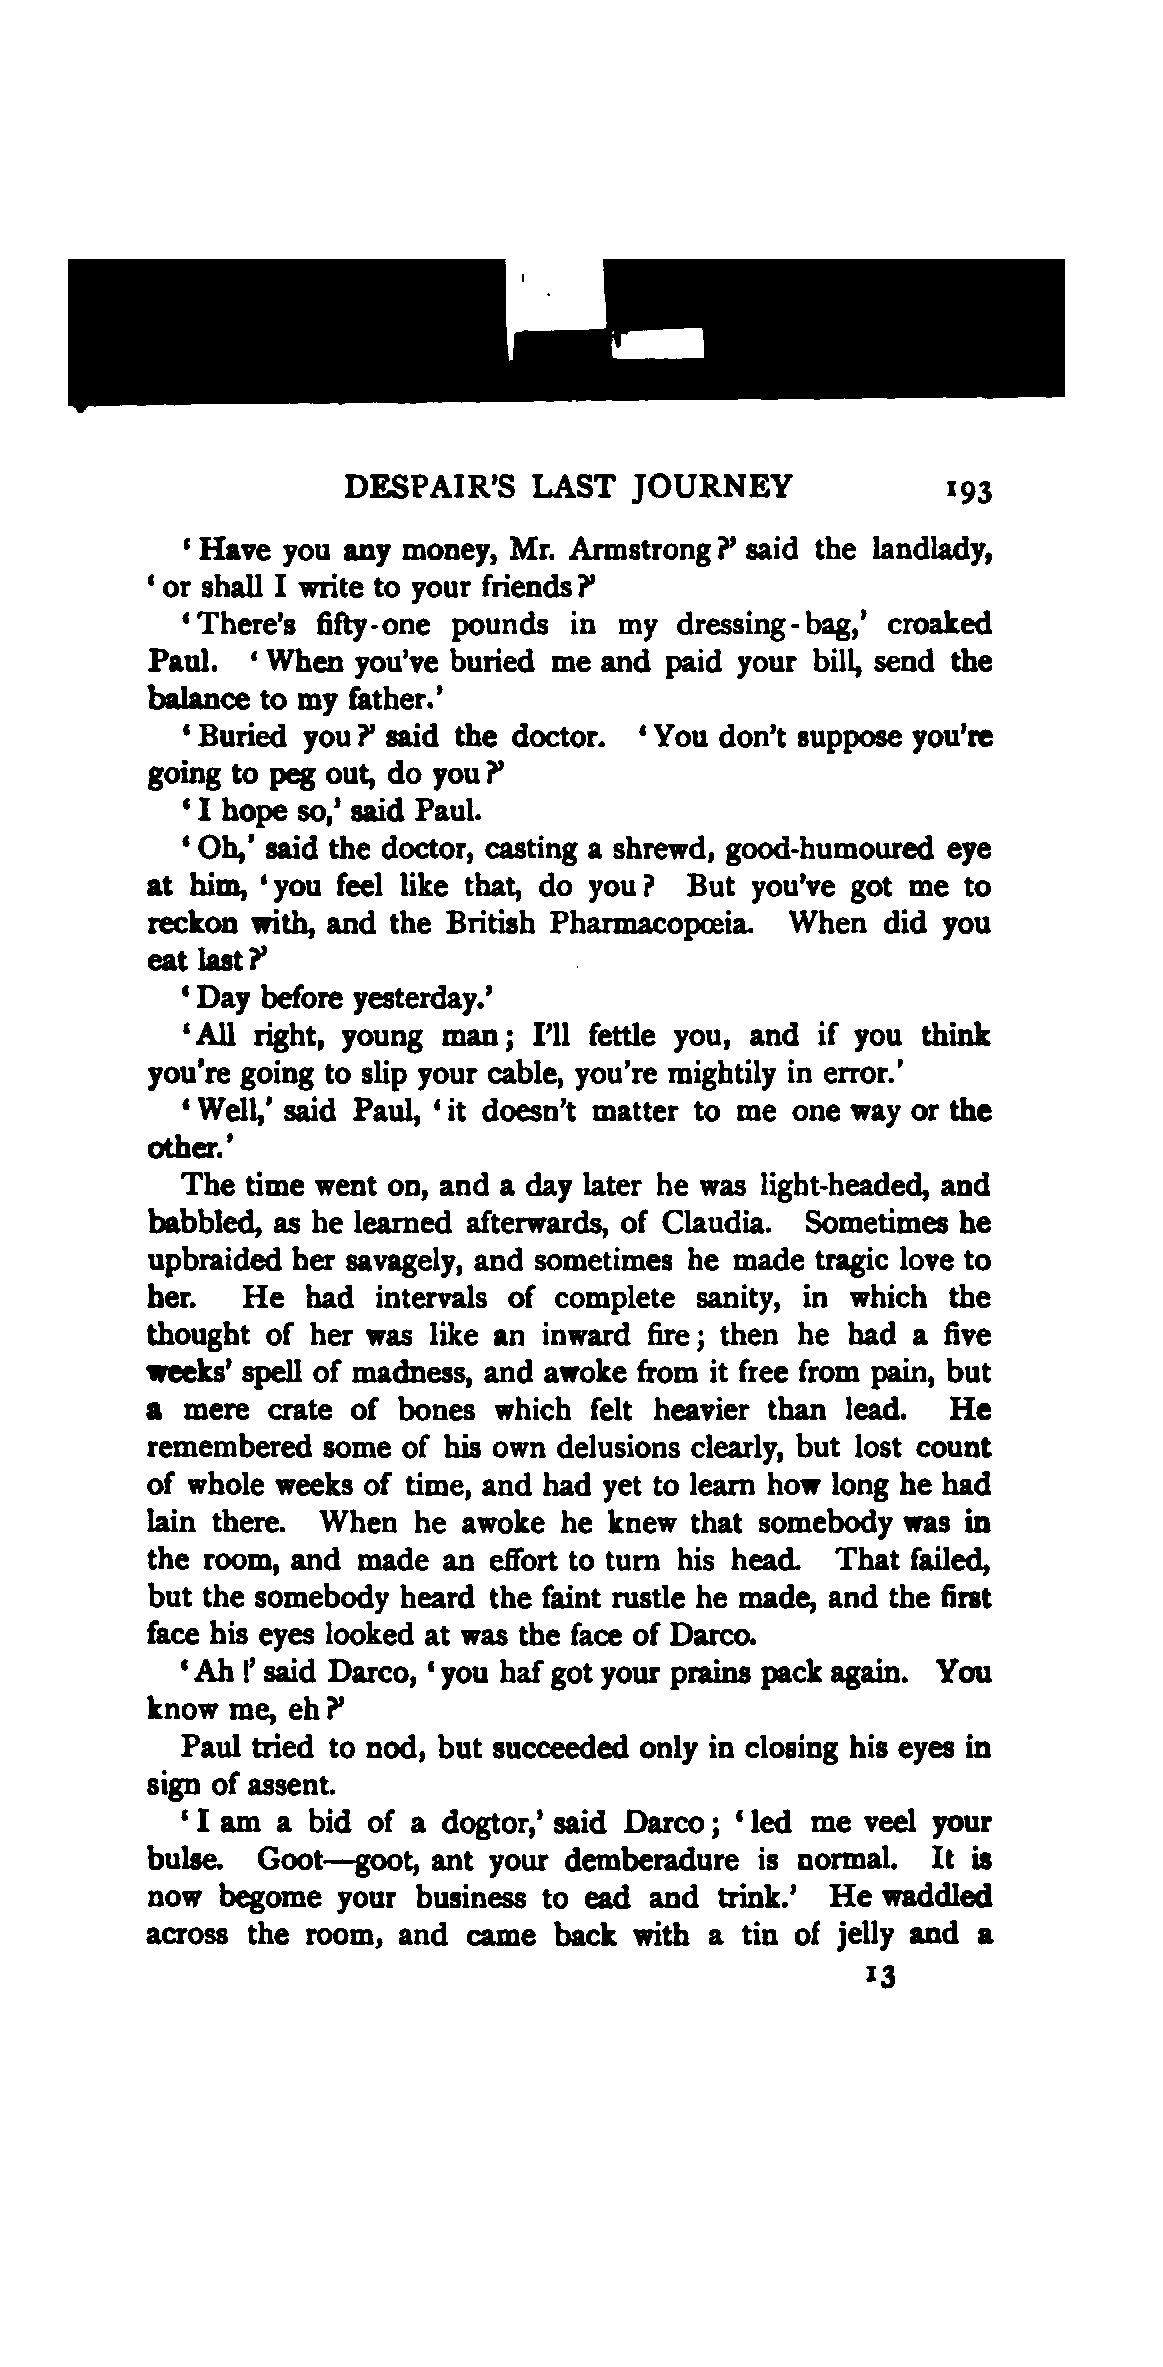 DESPAIR'S LAST JOURNEY 193
‘Have you any money, Mr. Armstrong?’ said the landlady,
‘or shall I write to your friends?’
‘There's fifty-one pounds in my dressing-bag,’ croaked
Paul. ‘When you've buried me and paid your bill, send the
balance to my father.’
‘Buried you?’ said the doctor. ‘You don't suppose you're
going to peg out, do you?’
‘I hope so,’ said Paul.
‘Oh,’ said the doctor, casting a shrewd, good-humoured eye
at him, ‘you feel like that, do you? But you've got me to
reckon with, and the British Pharmacopœia. When did you
eat last?’
‘Day before yesterday.’
‘All right, young man; I'll fettle you, and if you think
you're going to slip your cable, you're mightily in error.’
‘Well,’ said Paul, ‘it doesn't matter to me one way or the
other.’
The time went on, and a day later he was light-headed, and
babbled, as he learned afterwards, of Claudia. Sometimes he
upbraided her savagely, and sometimes he made tragic love to
her. He had intervals of complete sanity, in which the
thought of her was like an inward fire; then he had a five
weeks' spell of madness, and awoke from it free from pain, but
a mere crate of bones which felt heavier than lead. He
remembered some of his own delusions clearly, but lost count
of whole weeks of time, and had yet to learn how long he had
lain there. When he awoke he knew that somebody was in
the room, and made an effort to turn his head. That failed,
but the somebody heard the faint rustle he made, and the first
face his eyes looked at was the face of Darco.
‘Ah!’ said Darco, ‘you haf got your prains pack again. You
know me, eh?’
Paul tried to nod, but succeeded only in closing his eyes in
sign of assent.
‘I am a bid of a dogtor,’ said Darco; ‘led me veel your
bulse. Goot—goot, ant your demberadure is normal. It is
now begome your business to ead and trink.’ He waddled
across the room, and came back with a tin of jelly and a
13